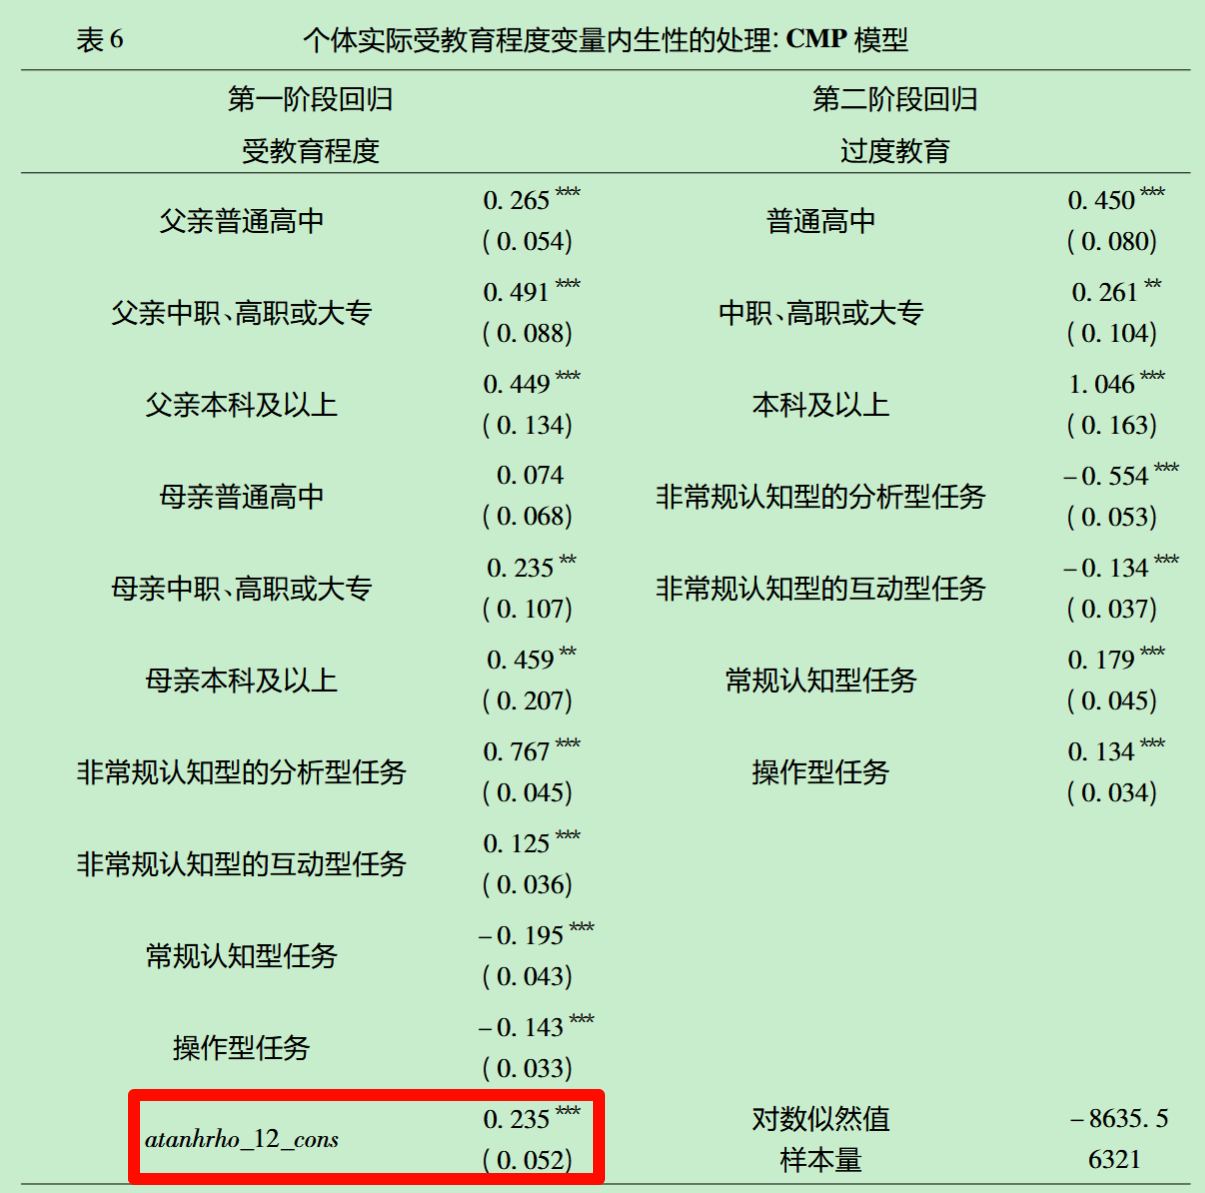 表 6 个体实际受教育程度变量内生性的处理: CMP 模型
第一阶段回归 第二阶段回归
受教育程度 过度教育
父亲普通高中 0. 265 *** 普通高中 0. 450 ***
( 0. 054) ( 0. 080)
父亲中职、高职或大专 0. 491 *** 中职、高职或大专 0. 261 **
( 0. 088) ( 0. 104)
父亲本科及以上 0. 449 *** 本科及以上 1. 046 ***
( 0. 134) ( 0. 163)
母亲普通高中 0. 074 非常规认知型的分析型任务 – 0. 554 ***
( 0. 068) ( 0. 053)
母亲中职、高职或大专 0. 235 ** 非常规认知型的互动型任务 – 0. 134 ***
( 0. 107) ( 0. 037)
母亲本科及以上 0. 459 ** 常规认知型任务 0. 179 ***
( 0. 207) ( 0. 045)
非常规认知型的分析型任务 0. 767 *** 操作型任务 0. 134 ***
( 0. 045) ( 0. 034)
非常规认知型的互动型任务 0. 125 ***
( 0. 036)
常规认知型任务 – 0. 195 ***
( 0. 043)
操作型任务 – 0. 143 ***
( 0. 033)
atanhrho_12_cons 0. 235 *** 对数似然值 – 8635. 5
( 0. 052) 样本量 6321